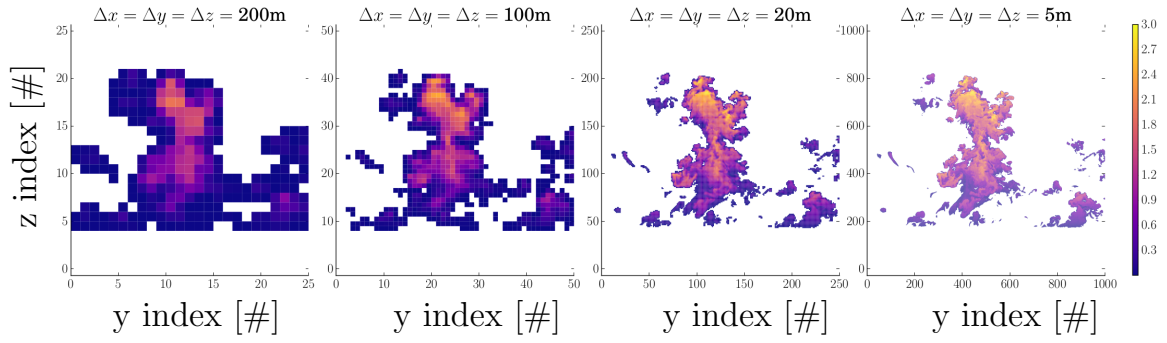 Δx = Δy = Δz = 200m
Δx = Δy = Δz = 100m
Δx = Δy = Δz = 20m
Δx = Δy = Δz = 5m
z index [#]
25
20
15
10
5
0
0 5 10 15 20 25
y index [#]
50
40
30
20
10
0
0 10 20 30 40 50
y index [#]
250
200
150
100
50
0
0 50 100 150 200 250
y index [#]
1000
800
600
400
200
0
0 200 400 600 800 1000
y index [#]
3.0
2.7
2.4
2.1
1.8
1.5
1.2
0.9
0.6
0.3